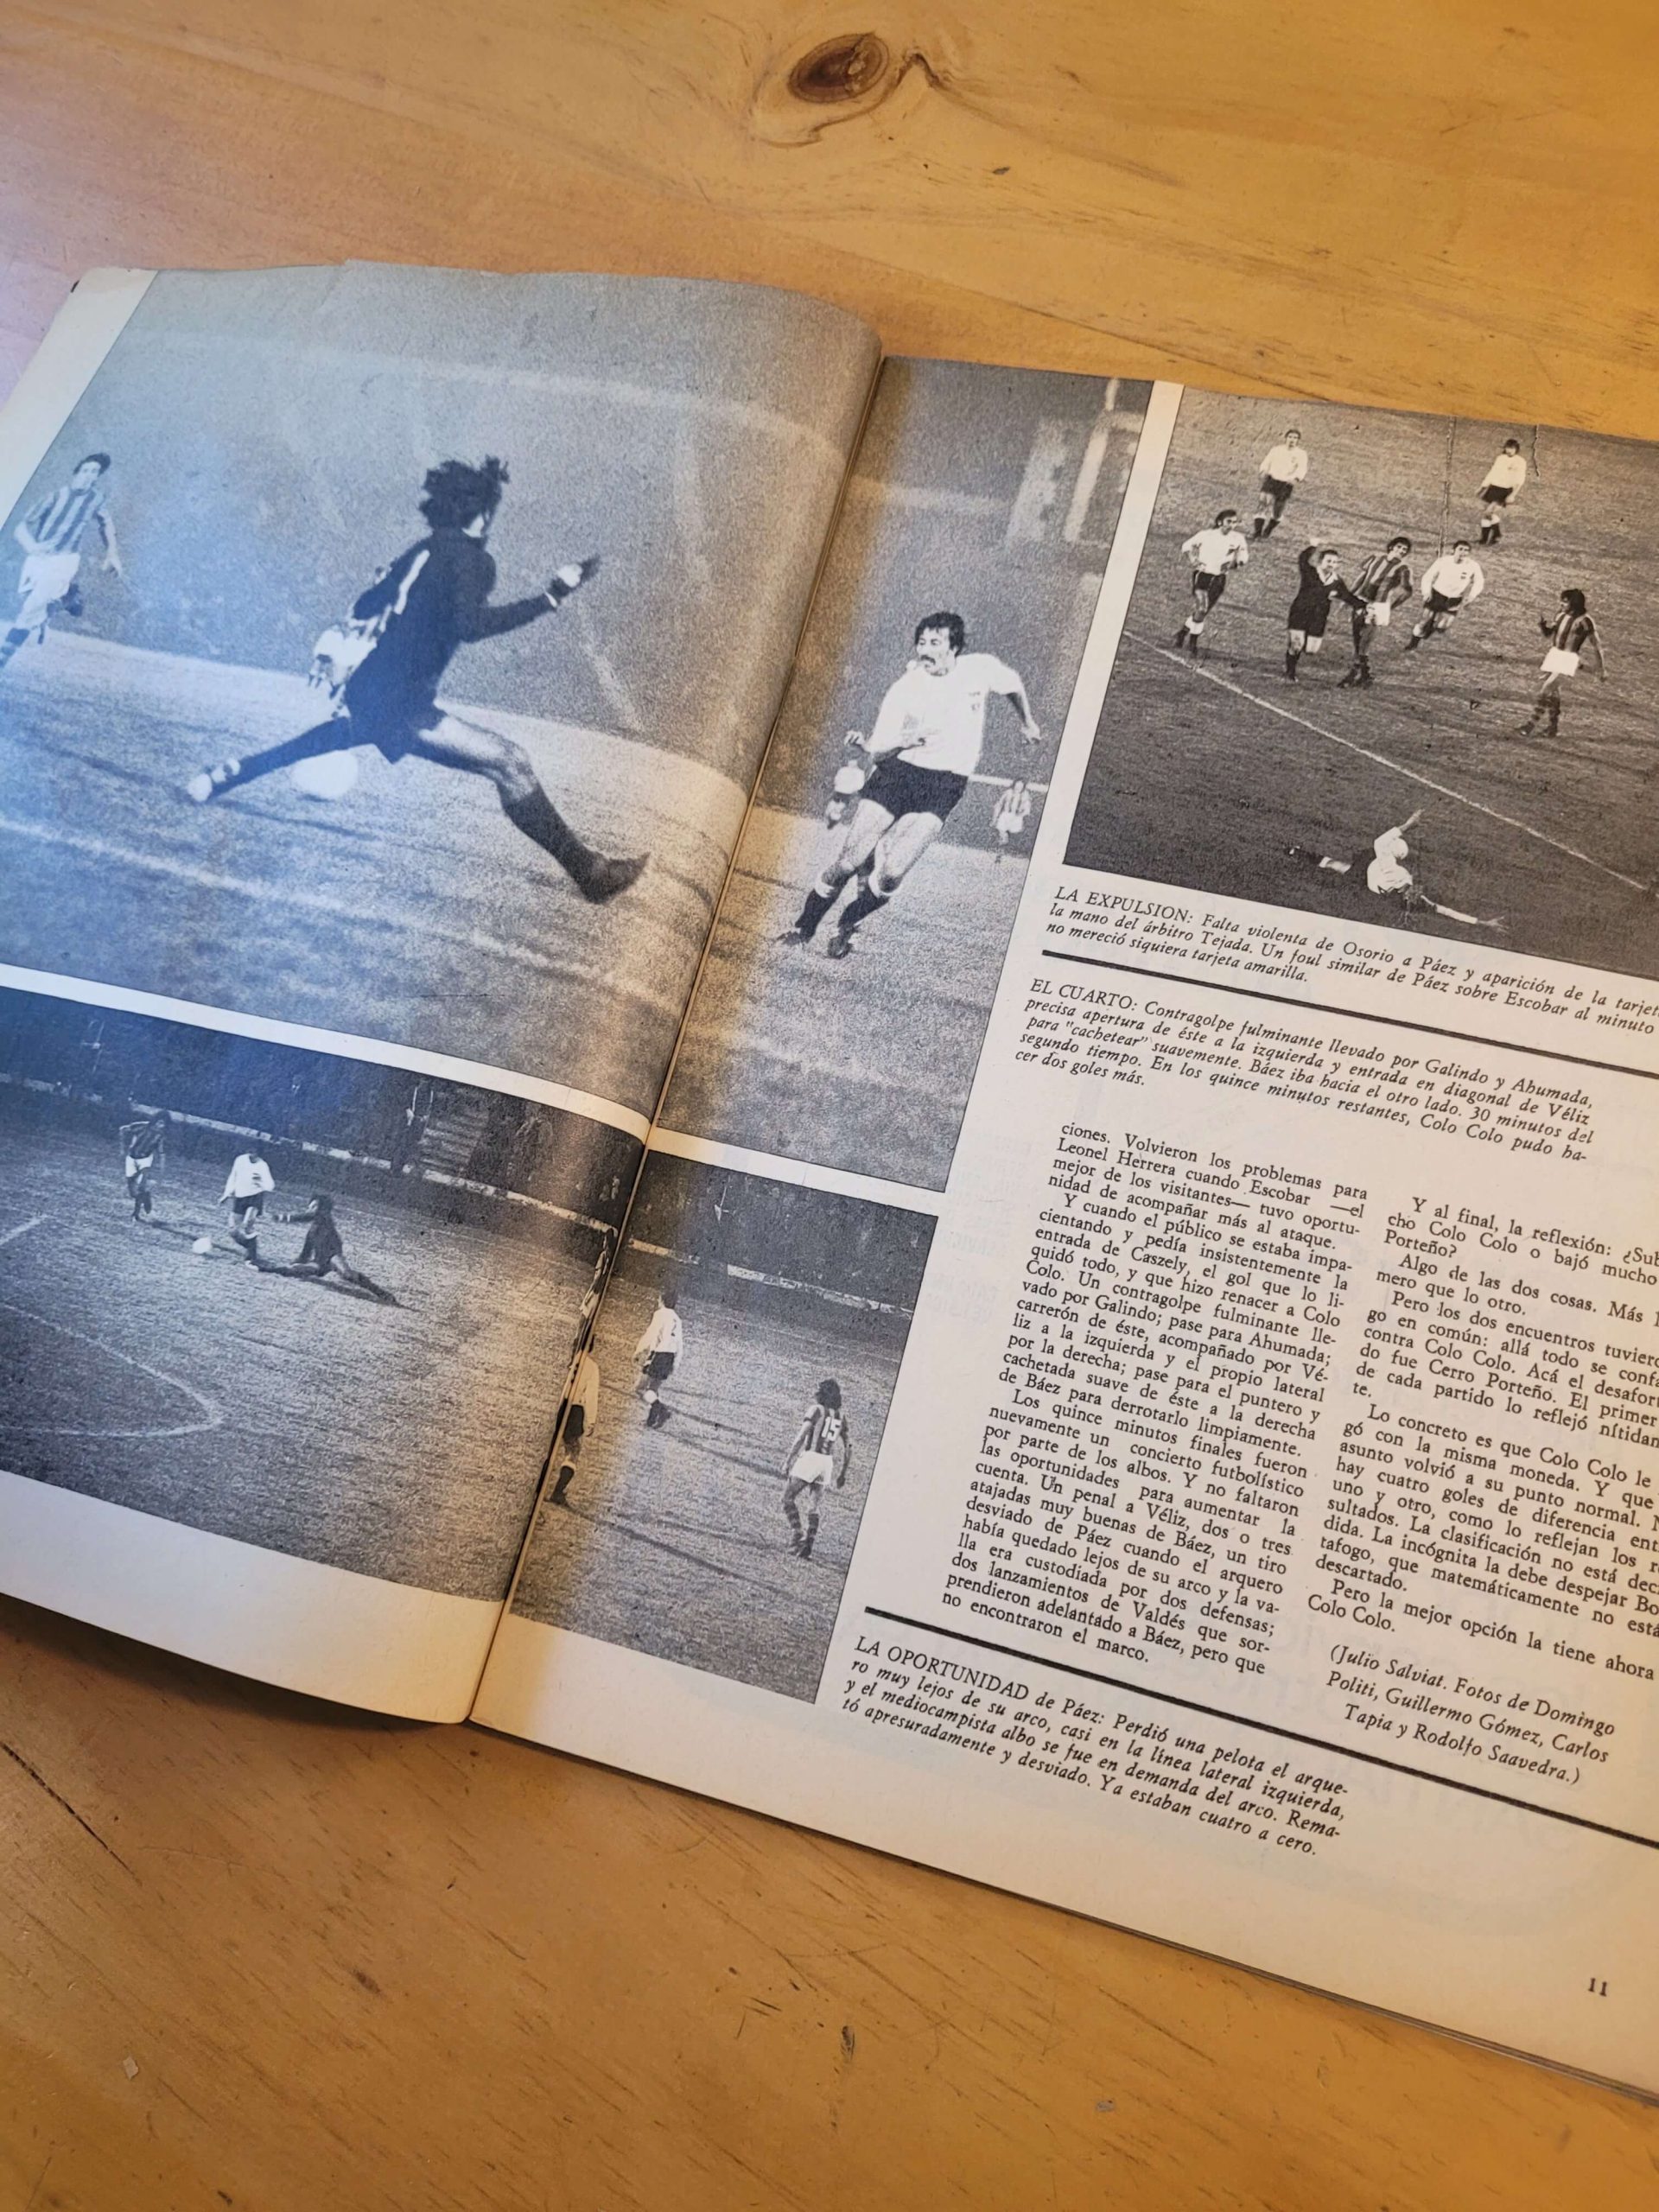 LA EXPULSION: Falta violenta de Osorio a Páez y aparición de la
la mano del árbitro Tejada. Un foul similar de Páez sobre Escobar al minuto
no mereció siquiera tarjeta amarilla.
EL CUARTO: Contragolpe fulminante llevado por Galindo y Ahumada,
precisa apertura de éste a la izquierda y entrada en diagonal de Véliz
para "cachetear" suavemente. Báez iba hacia el otro lado. 30 minutos del
segundo tiempo. En los quince minutos restantes, Colo Colo pudo ha-
cer dos goles más.
ciones. Volvieron los problemas para
Leonel Herrera cuando Escobar —el
mejor de los visitantes— tuvo oportu-
nidad de acompañar más al ataque.
Y cuando el público se estaba impa-
cientando y pedía insistentemente la
entrada de Caszely, el gol que lo li-
quidó todo, y que hizo renacer a Colo
Colo. Un contragolpe fulminante lle-
vado por Galindo; pase para Ahumada;
carrerón de éste, acompañado por Vé-
liz a la izquierda y el propio lateral
por la derecha; pase para el puntero y
cachetada suave de éste a la derecha
de Báez para derrotarlo limpiamente.
Los quince minutos finales fueron
nuevamente un concierto futbolístico
por parte de los albos. Y no faltaron
las oportunidades para aumentar la
cuenta. Un penal a Véliz, dos o tres
atajadas muy buenas de Báez, un tiro
desviado de Páez cuando el arquero
había quedado lejos de su arco y la va-
lla era custodiada por dos defensas;
dos lanzamientos de Valdés que sor-
prendieron adelantado a Báez, pero que
no encontraron el marco.
Y al final, la reflexión:
cho Colo Colo o bajó mucho
Porteño?
Algo de las dos cosas. Más
mero que lo otro.
Pero los dos encuentros
go en común: allá todo se
contra Colo Colo. Acá el
do fue Cerro Porteño. El primer
de cada partido lo reflejó
te.
Lo concreto es que Colo Colo le
gó con la misma moneda. Y que
asunto volvió a su punto normal.
hay cuatro goles de diferencia
uno y otro, como lo reflejan los
sultados. La clasificación no está
dida. La incógnita la debe despejar Bo
tafogo, que matemáticamente no está
descartado.
Pero la mejor opción la tiene ahora
Colo Colo.
(Julio Salviat. Fotos de Domingo
Politi, Guillermo Gómez, Carlos
Tapia y Rodolfo Saavedra.)
LA OPORTUNIDAD de Páez: Perdió una pelota el arque-
ro muy lejos de su arco, casi en la línea lateral izquierda,
y el mediocampista albo se fue en demanda del arco. Rema-
tó apresuradamente y desviado. Ya estaban cuatro a cero.
15
11